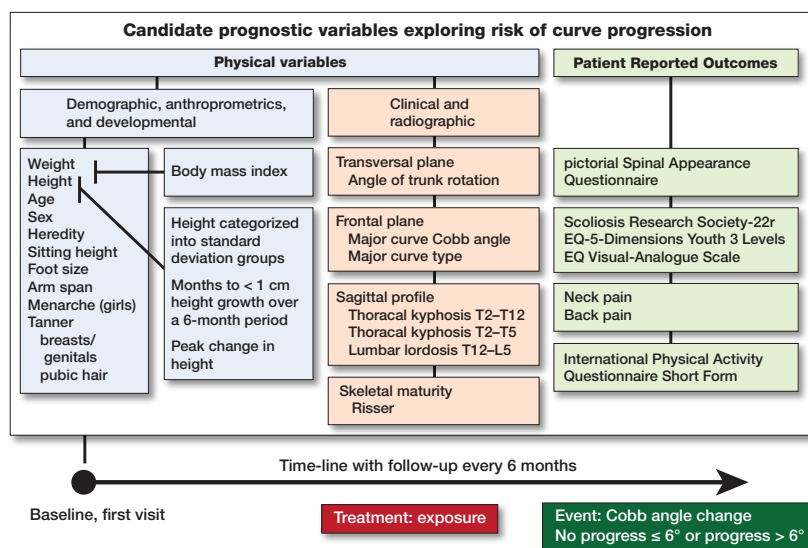 Candidate prognostic variables exploring risk of curve progression
Physical variables
Demographic, anthroprometrics,
and developmental
Weight
Height
Age
Sex
Heredity
Sitting height
Foot size
Arm span
Menarche (girls)
Tanner
breasts/
genitals
pubic hair
Body mass index
Height categorized
into standard
deviation groups
Months to < 1 cm
height growth over
a 6-month period
Peak change in
height
Clinical and
radiographic
Transversal plane
Angle of trunk rotation
Frontal plane
Major curve Cobb angle
Major curve type
Sagittal profile
Thoracal kyphosis T2–T12
Thoracal kyphosis T2–T5
Lumbar lordosis T12–L5
Skeletal maturity
Risser
Patient Reported Outcomes
pictorial Spinal Appearance
Questionnaire
Scoliosis Research Society-22r
EQ-5-Dimensions Youth 3 Levels
EQ Visual-Analogue Scale
Neck pain
Back pain
International Physical Activity
Questionnaire Short Form
Time-line with follow-up every 6 months
Baseline, first visit
Treatment: exposure
Event: Cobb angle change
No progress ≤ 6° or progress > 6°